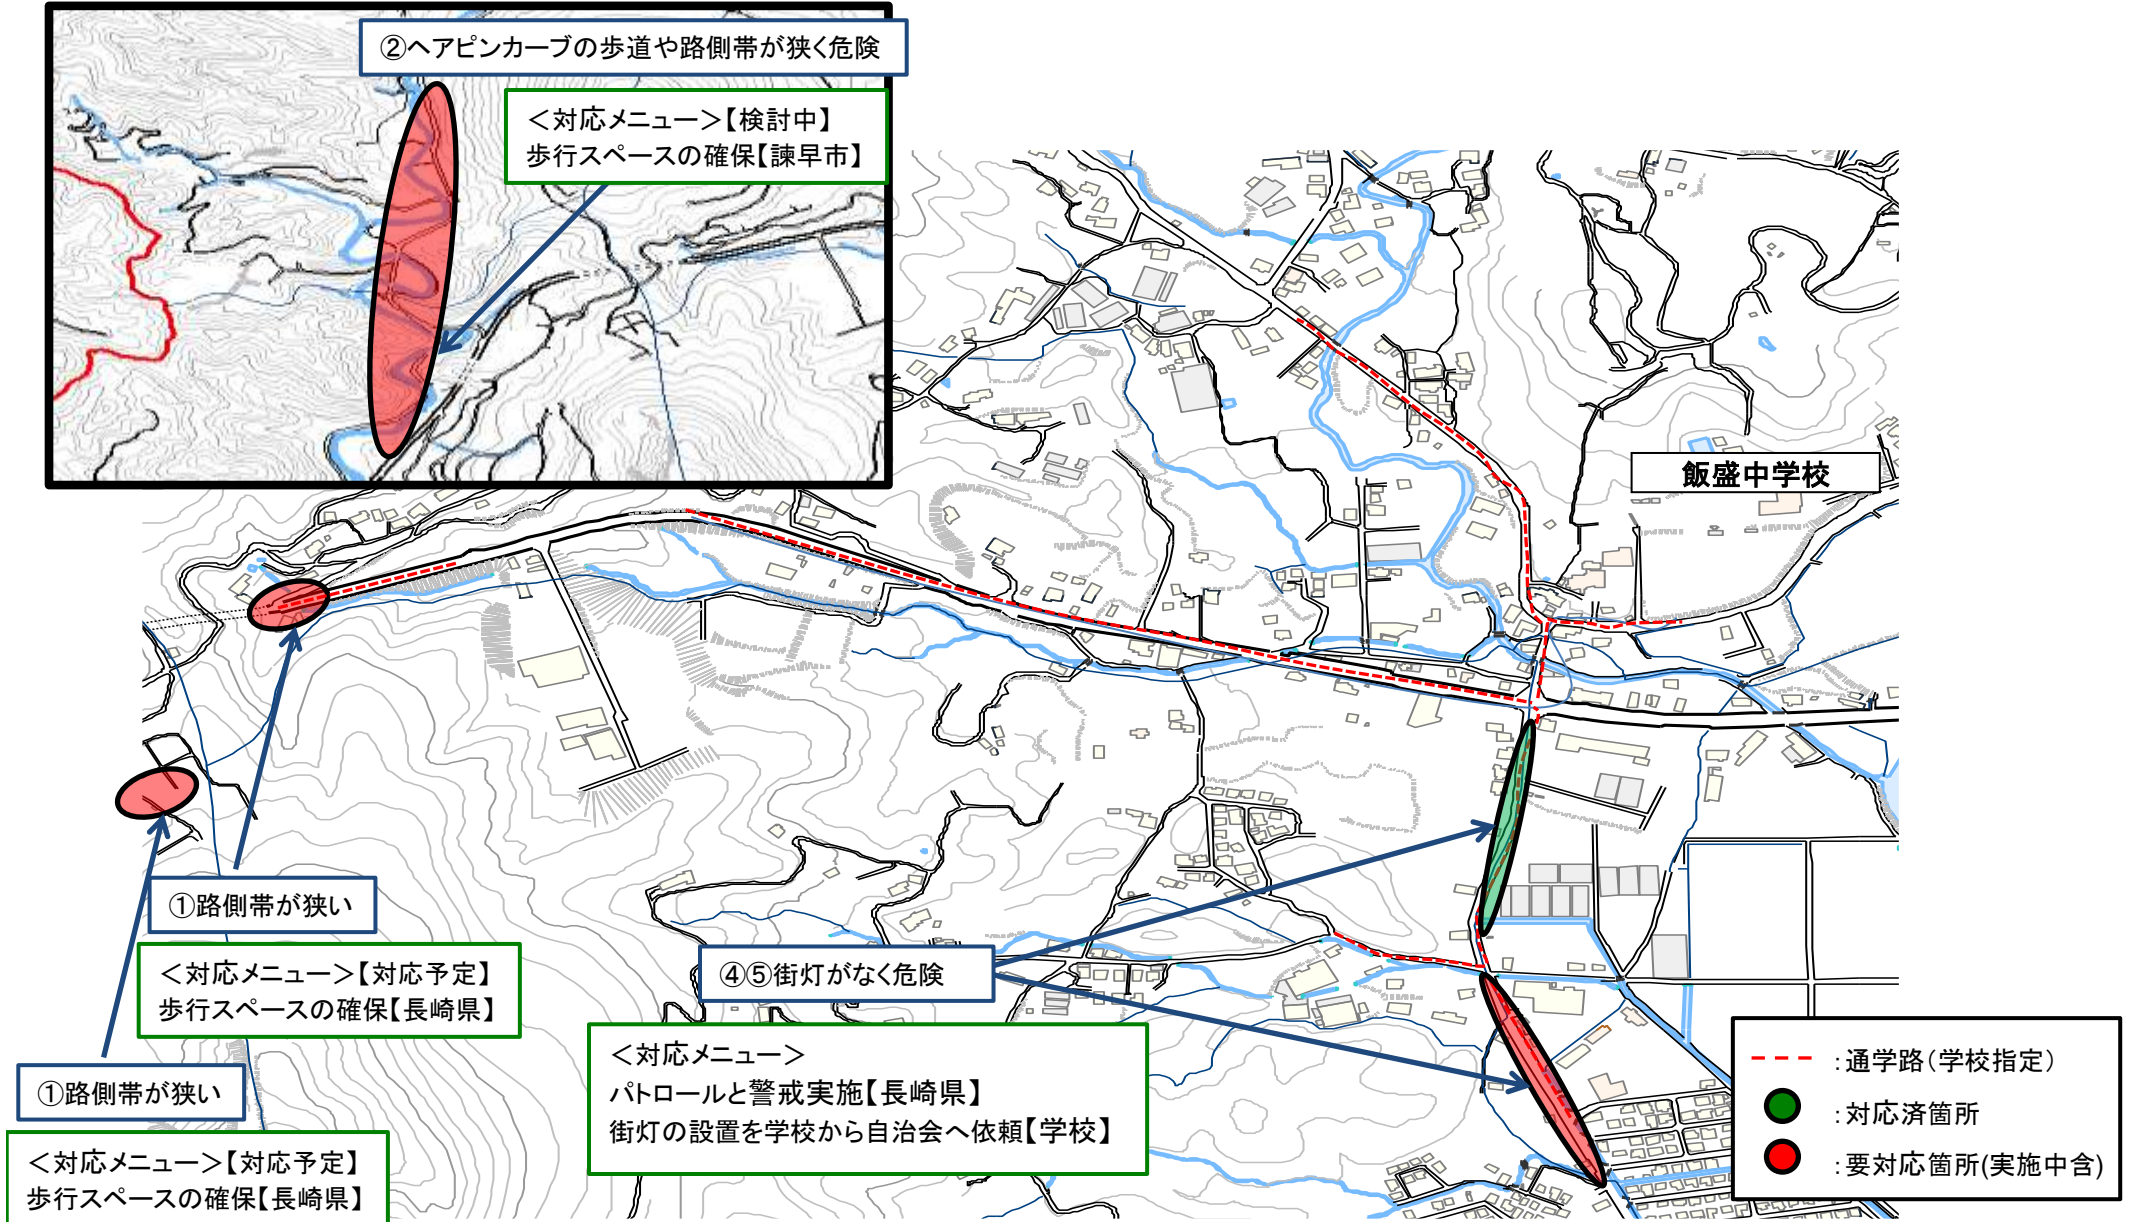 ②ヘアピンカーブの歩道や路側帯が狭く危険
＜対応メニュー＞【検討中】
歩行スペースの確保【諫早市】
飯盛中学校
①路側帯が狭い
＜対応メニュー＞【対応予定】
歩行スペースの確保【長崎県】
①路側帯が狭い
＜対応メニュー＞【対応予定】
歩行スペースの確保【長崎県】
④⑤街灯がなく危険
＜対応メニュー＞
パトロールと警戒実施【長崎県】
街灯の設置を学校から自治会へ依頼【学校】
：通学路（学校指定）
：対応済箇所
：要対応箇所(実施中含)